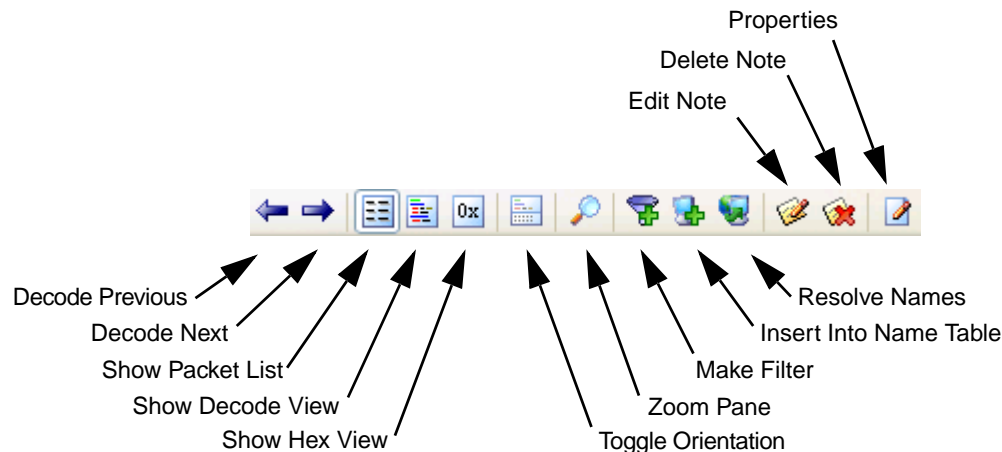 Properties
Delete Note
Edit Note
0x
Decode Previous
Resolve Names
Decode Next
Insert Into Name Table
Show Packet List
Make Filter
Show Decode View
Zoom Pane
Show Hex View
Toggle Orientation